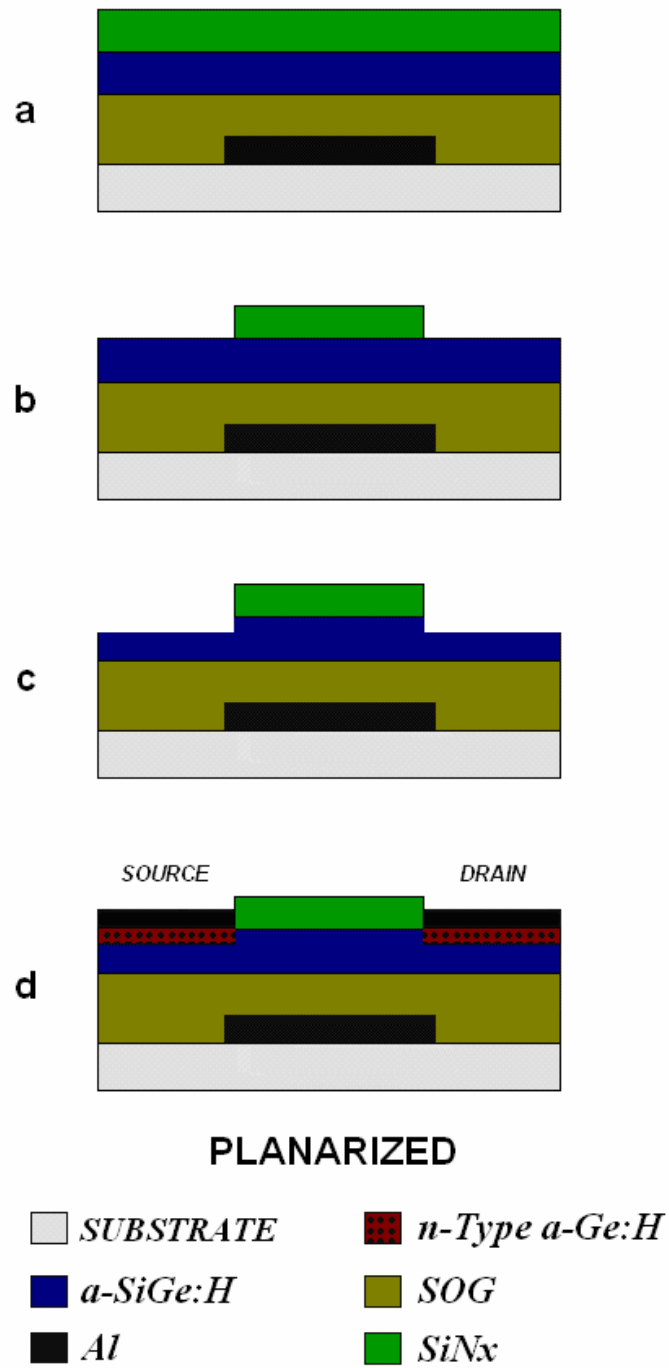 a
b
c
SOURCE DRAIN
d
PLANARIZED
SUBSTRATE n-Type a-Ge:H
a-SiGe:H SOG
Al SiNx